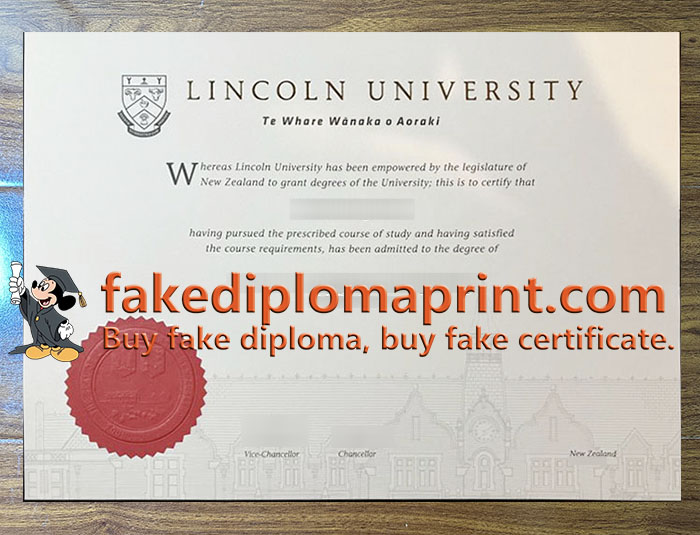 LINCOLN UNIVERSITY
Te Whare Wānaka o Aoraki
Whereas Lincoln University has been empowered by the legislature of
New Zealand to grant degrees of the University; this is to certify that
having pursued the prescribed course of study and having satisfied
the course requirements, has been admitted to the degree of
fakediplomaprint.com
Buy fake diploma, buy fake certificate.
Vice-Chancellor Chancellor New Zealand